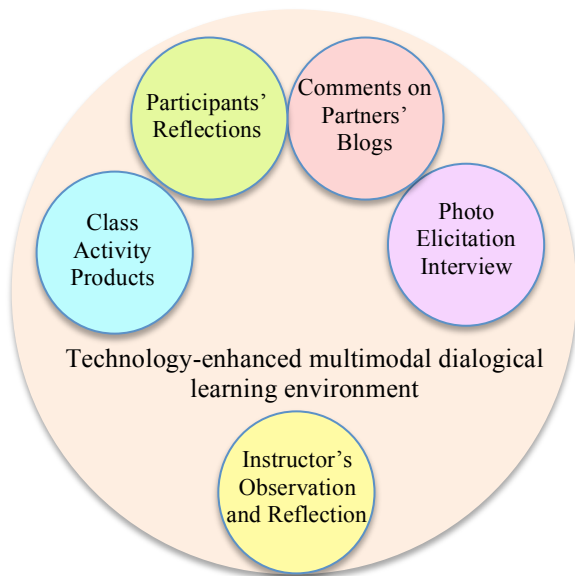 Participants'
Reflections
Comments on
Partners'
Blogs
Class
Activity
Products
Photo
Elicitation
Interview
Technology-enhanced multimodal dialogical
learning environment
Instructor's
Observation
and Reflection